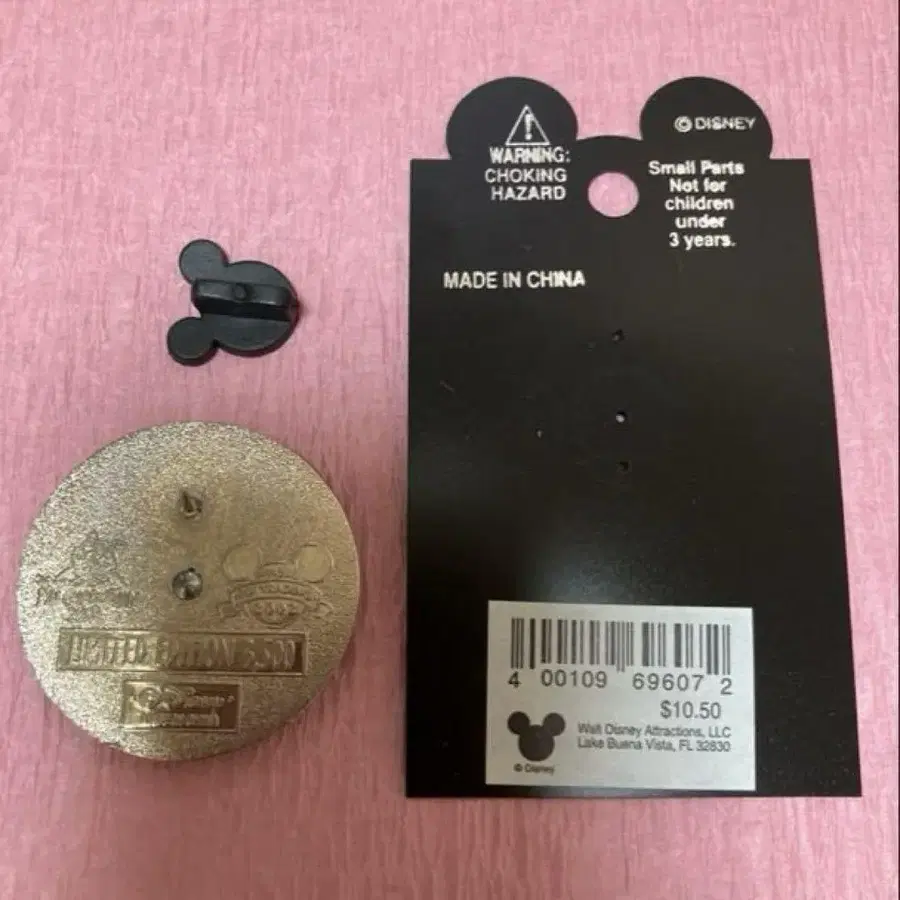 WARNING:
CHOKING
HAZARD
© DISNEY
Small Parts
Not for
children
under
3 years.
MADE IN CHINA
LIMITED EDITION
© Disney
4 00109 69607 2
$10.50
Walt Disney Attractions, LLC
Lake Buena Vista, FL 32830
© Disney